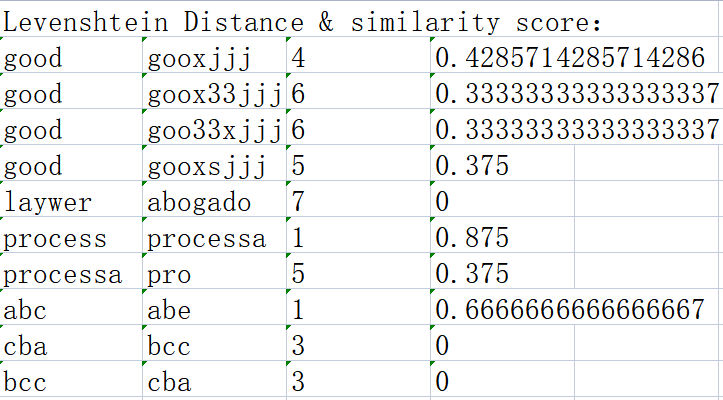 Levenshtein Distance & similarity score：
good gooxjjj 4 0.4285714285714286
good goox33jjj 6 0.33333333333333337
good goo33xjjj 6 0.33333333333333337
good gooxsjjj 5 0.375
laywer abogado 7 0
process processa 1 0.875
processa pro 5 0.375
abc abe 1 0.6666666666666667
cba bcc 3 0
bcc cba 3 0